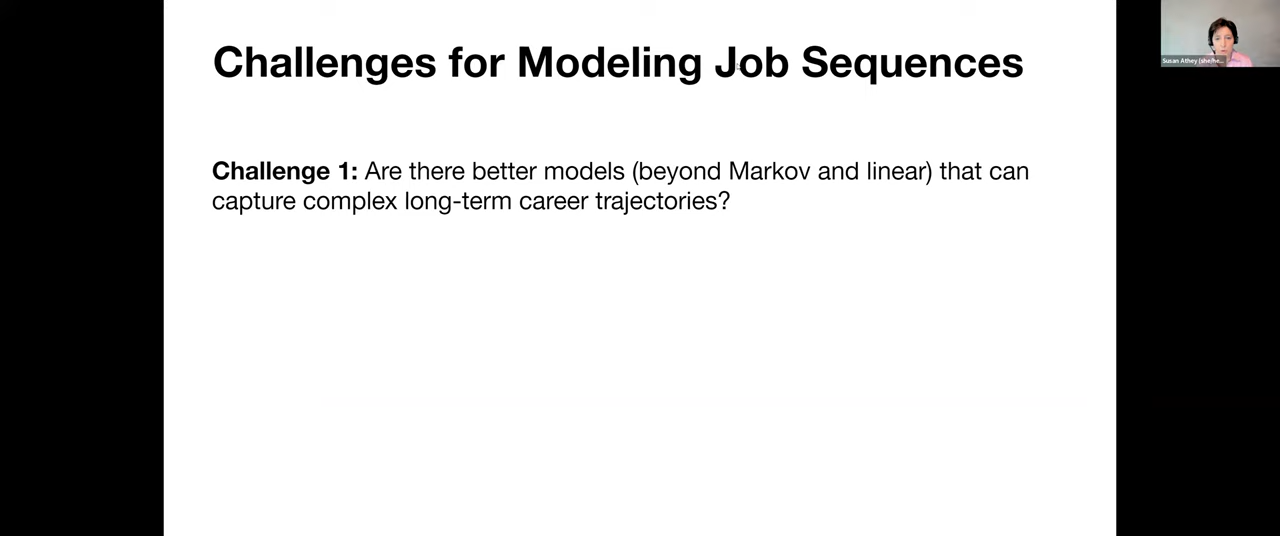 Challenges for Modeling Job Sequences
Challenge 1: Are there better models (beyond Markov and linear) that can
capture complex long-term career trajectories?
Susan Athey (she/he...